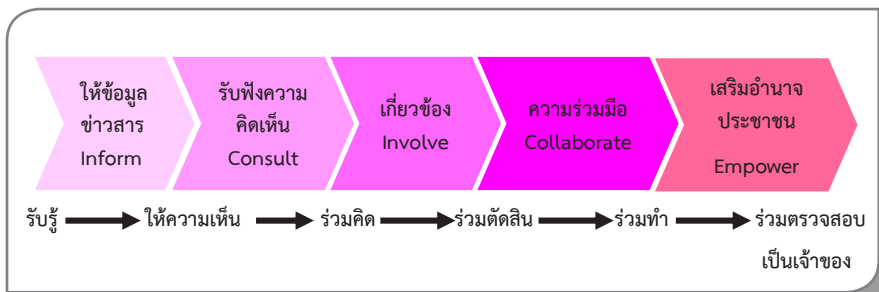 ให้ข้อมูล
ข่าวสาร
Inform
รับฟังความ
คิดเห็น
Consult
เกี่ยวข้อง
Involve
ความร่วมมือ
Collaborate
เสริมอำนาจ
ประชาชน
Empower
รับรู้ ให้ความเห็น ร่วมคิด ร่วมตัดสิน ร่วมทำ ร่วมตรวจสอบ
เป็นเจ้าของ